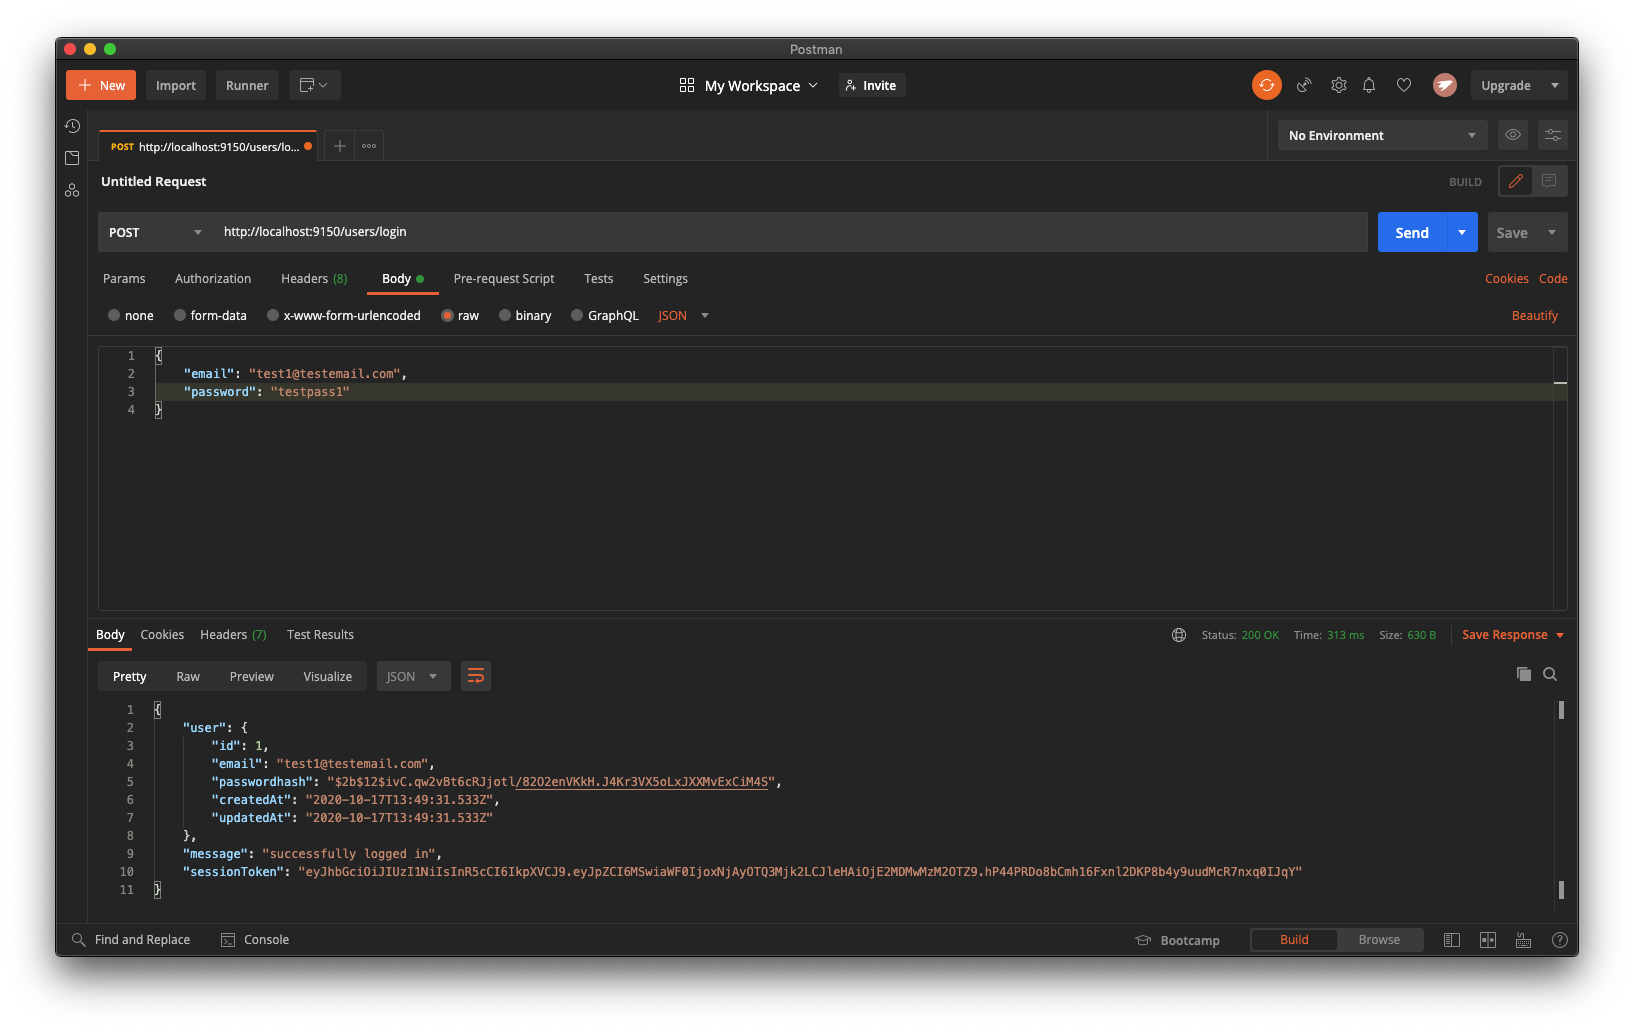 Postman
New
Import
Runner
My Workspace
Invite
Upgrade
POST http://localhost:9150/users/lo...
No Environment
Untitled Request
BUILD
POST
http://localhost:9150/users/login
Send
Save
Params
Authorization
Headers (8)
Body
Pre-request Script
Tests
Settings
Cookies
Code
none
form-data
x-www-form-urlencoded
raw
binary
GraphQL
JSON
Beautify
1 {
2 "email": "test1@testemail.com",
3 "password": "testpass1"
4 }
Body
Cookies
Headers (7)
Test Results
Status: 200 OK
Time: 313 ms
Size: 630 B
Save Response
Pretty
Raw
Preview
Visualize
JSON
1 {
2 "user": {
3 "id": 1,
4 "email": "test1@testemail.com",
5 "passwordhash": "$2b$12$ivC.qw2vBt6cRJjotl/82O2enVKkH.J4Kr3VX5oLxJXXMvExCiM4S",
6 "createdAt": "2020-10-17T13:49:31.533Z",
7 "updatedAt": "2020-10-17T13:49:31.533Z"
8 },
9 "message": "successfully logged in",
10 "sessionToken": "eyJhbGciOiJIUzI1NiIsInR5cCI6IkpXVCJ9.eyJpZCI6MSwiaWF0IjoxNjAyOTQ3Mjk2LCJleHAiOjE2MDMwMzM2OTZ9.hP44PRDo8bCmh16Fxnl2DKP8b4y9uudMcR7nxq0IJqY"
11 }
Find and Replace
Console
Bootcamp
Build
Browse